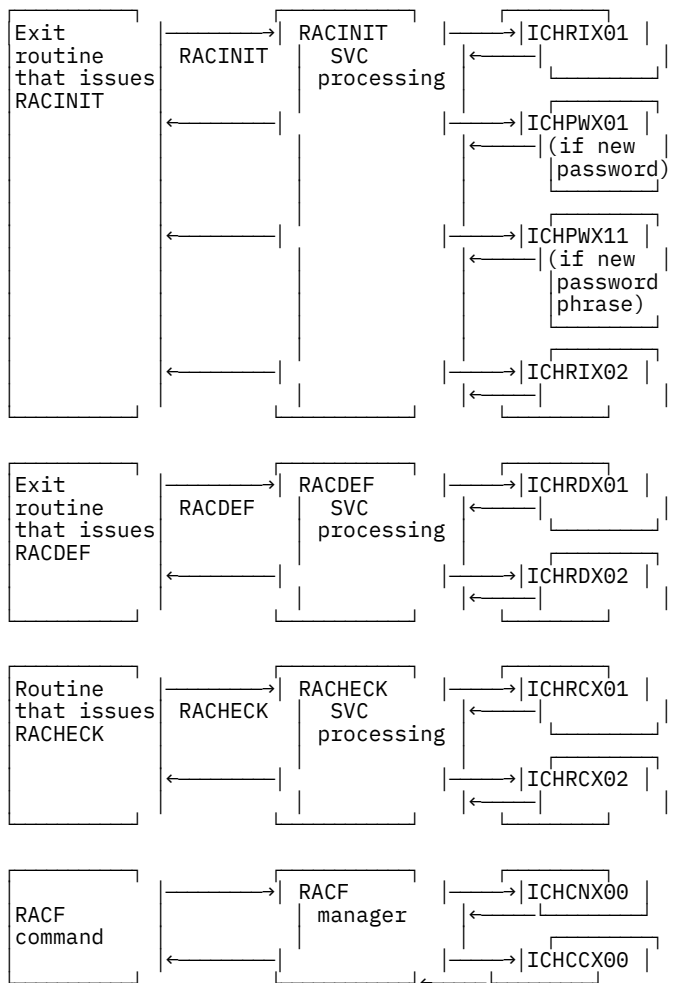 Exit RACINIT ICHRIX01
routine RACINIT SVC
that issues processing
RACINIT
ICHPWX01
(if new
password)
ICHPWX11
(if new
password
phrase)
ICHRIX02
Exit RACDEF ICHRDX01
routine RACDEF SVC
that issues processing
RACDEF
ICHRDX02
Routine RACHECK ICHRCX01
that issues RACHECK SVC
RACHECK processing
ICHRCX02
RACF ICHCNX00
RACF manager
command
ICHCCX00